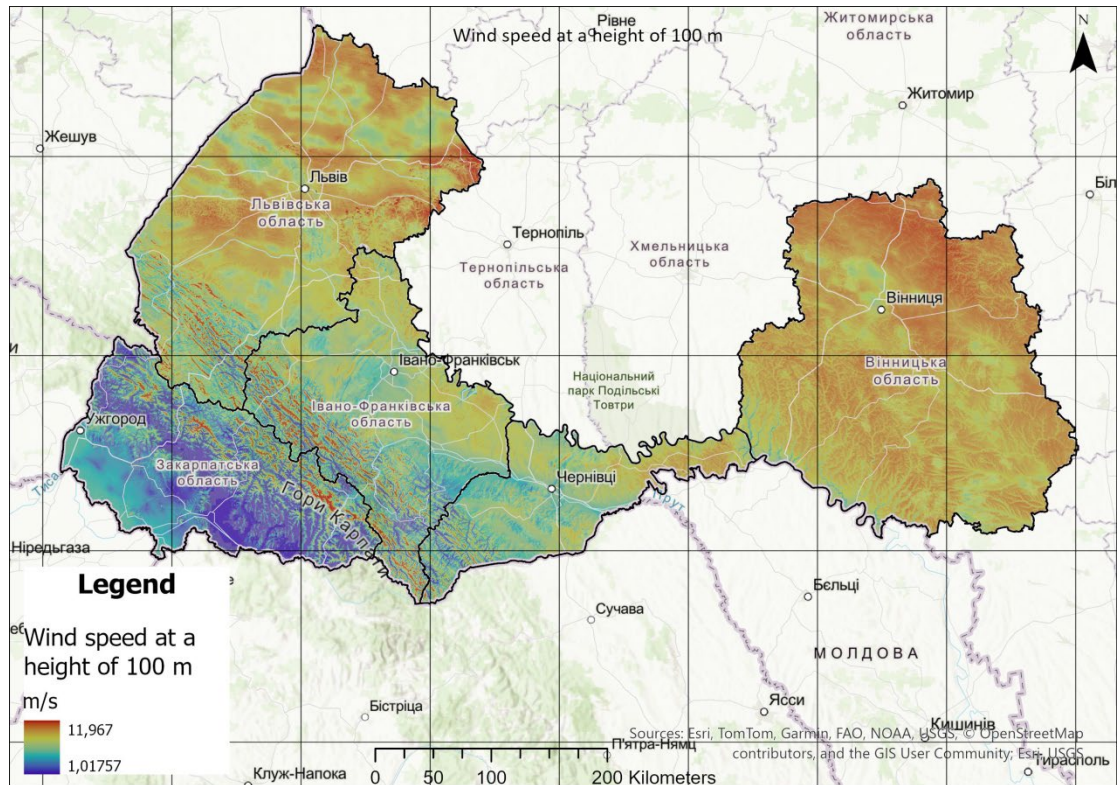 Рівне
Wind speed at a height of 100 m
Житомирська
область
N
Житомир
Жешув
Львів
Львівська
область
Тернопіль
Тернопільська
область
Хмельницька
область
Біл
Вінниця
Вінницька
область
и
Івано-Франківськ
Івано-Франківська
область
Національний
парк Подільські
Товтри
Ужгород
Закарпатська
область
Тиса
Гори Карпати
Чернівці
Прут
Ніредьгаза
Legend
Wind speed at a
height of 100 m
m/s
11,967
1,01757
Сучава
Бєльці
МОЛДОВА
Бістріца
Ясси
Кишинів
П'ятра-Нямц
Sources: Esri, TomTom, Garmin, FAO, NOAA, USGS, © OpenStreetMap
contributors, and the GIS User Community; Esri, USGS
Тирасполь
Клуж-Напока
0 50 100 200 Kilometers